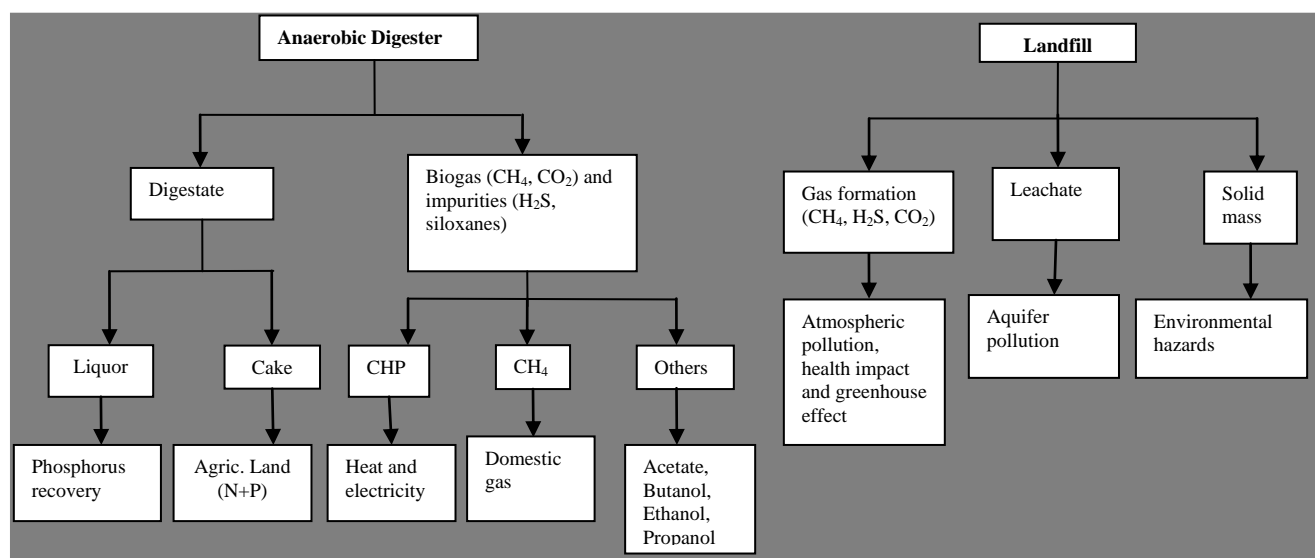 Anaerobic Digester
Landfill
Digestate
Biogas (CH₄, CO₂) and
impurities (H₂S,
siloxanes)
Gas formation
(CH₄, H₂S, CO₂)
Leachate
Solid
mass
Liquor
Cake
CHP
CH₄
Others
Atmospheric
pollution,
health impact
and greenhouse
effect
Aquifer
pollution
Environmental
hazards
Phosphorus
recovery
Agric. Land
(N+P)
Heat and
electricity
Domestic
gas
Acetate,
Butanol,
Ethanol,
Propanol